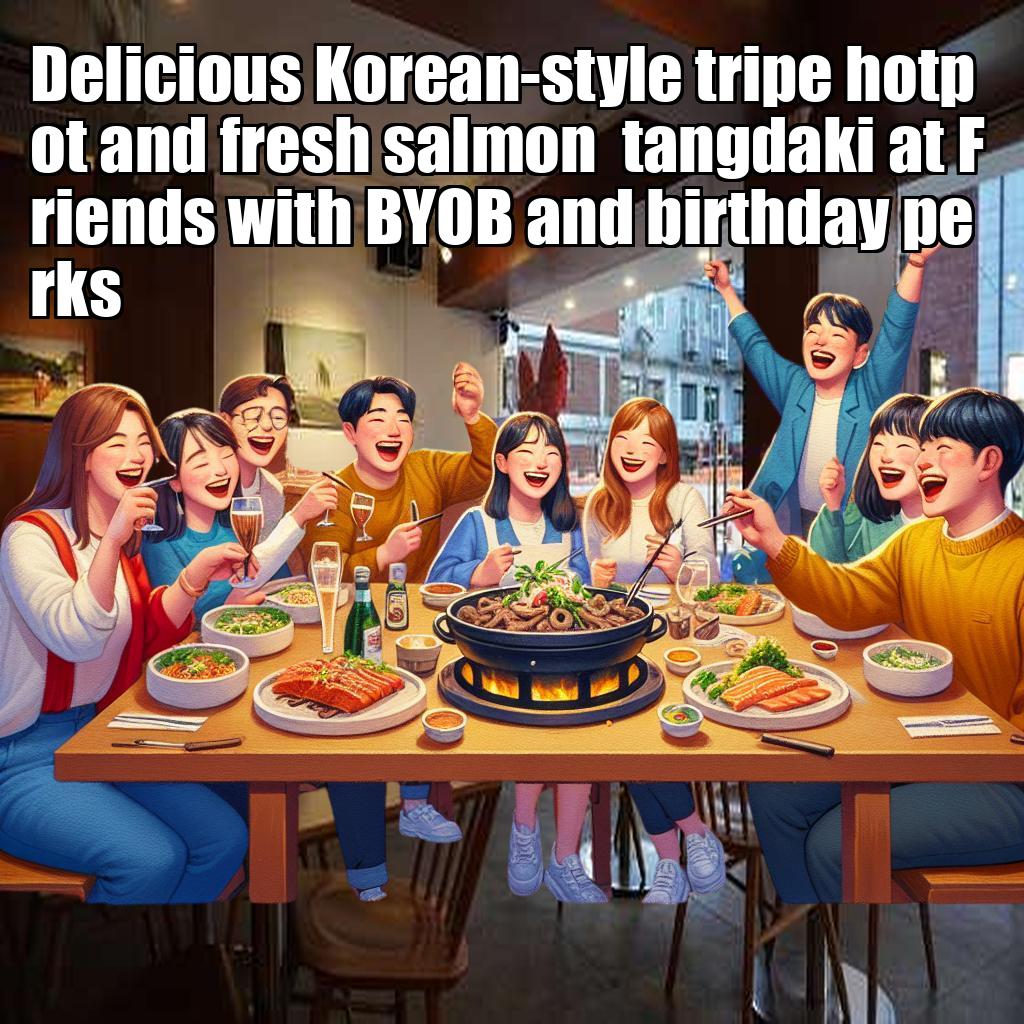 Delicious Korean-style tripe hotp
ot and fresh salmon  tangdaki at F
riends with BYOB and birthday pe
rks